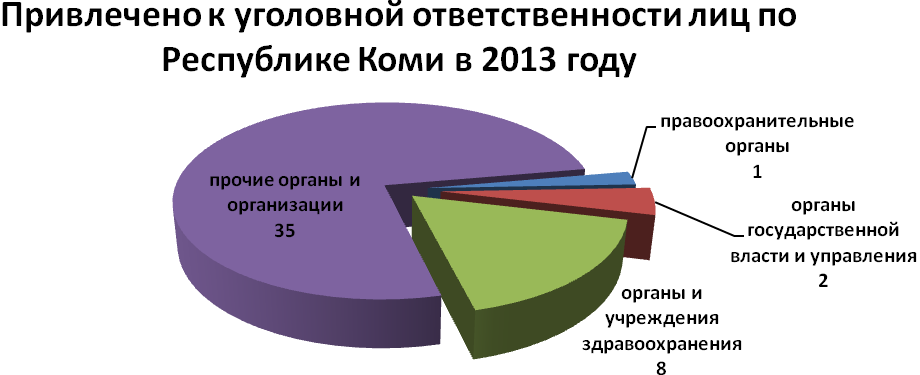 Привлечено к уголовной ответственности лиц по
Республике Коми в 2013 году
правоохранительные
органы
1
прочие органы и
организации
35
органы
государственной
власти и управления
2
органы и
учреждения
здравоохранения
8